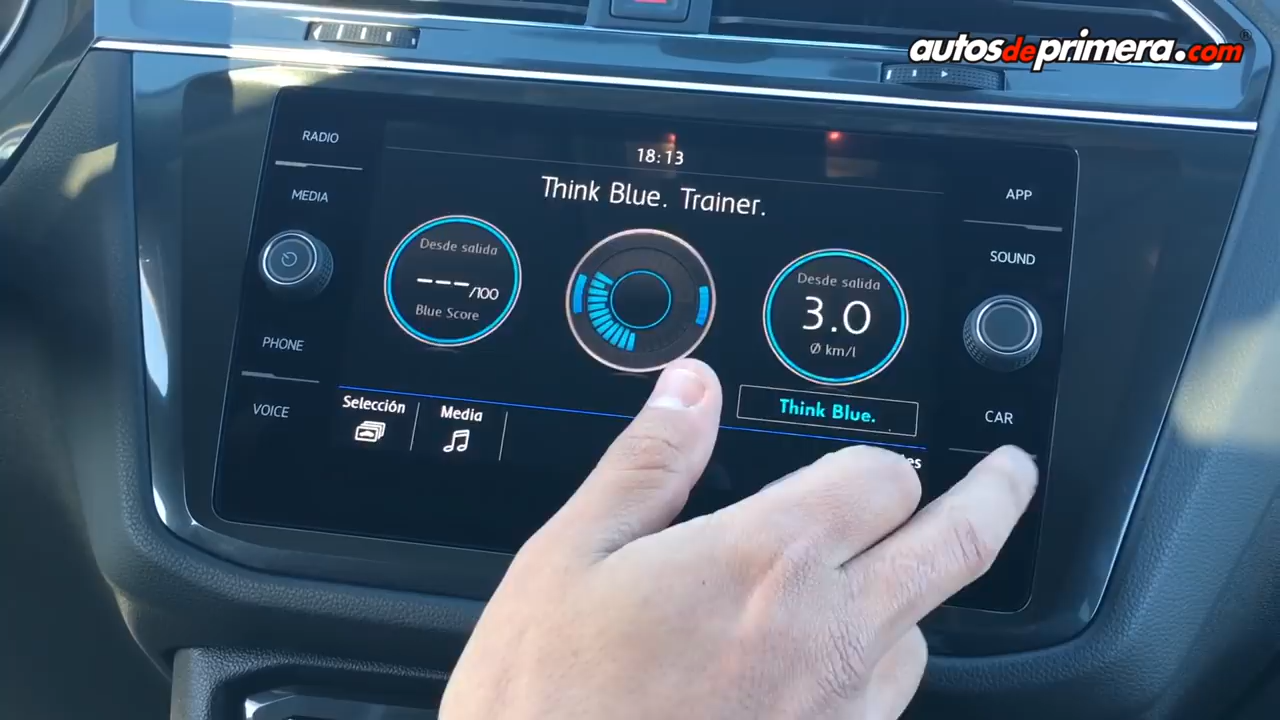 autosdeprimera.com
RADIO
MEDIA
PHONE
VOICE
18:13
Think Blue. Trainer.
Desde salida
---/100
Blue Score
Desde salida
3.0
Ø km/l
Think Blue.
Selección
Media
APP
SOUND
CAR